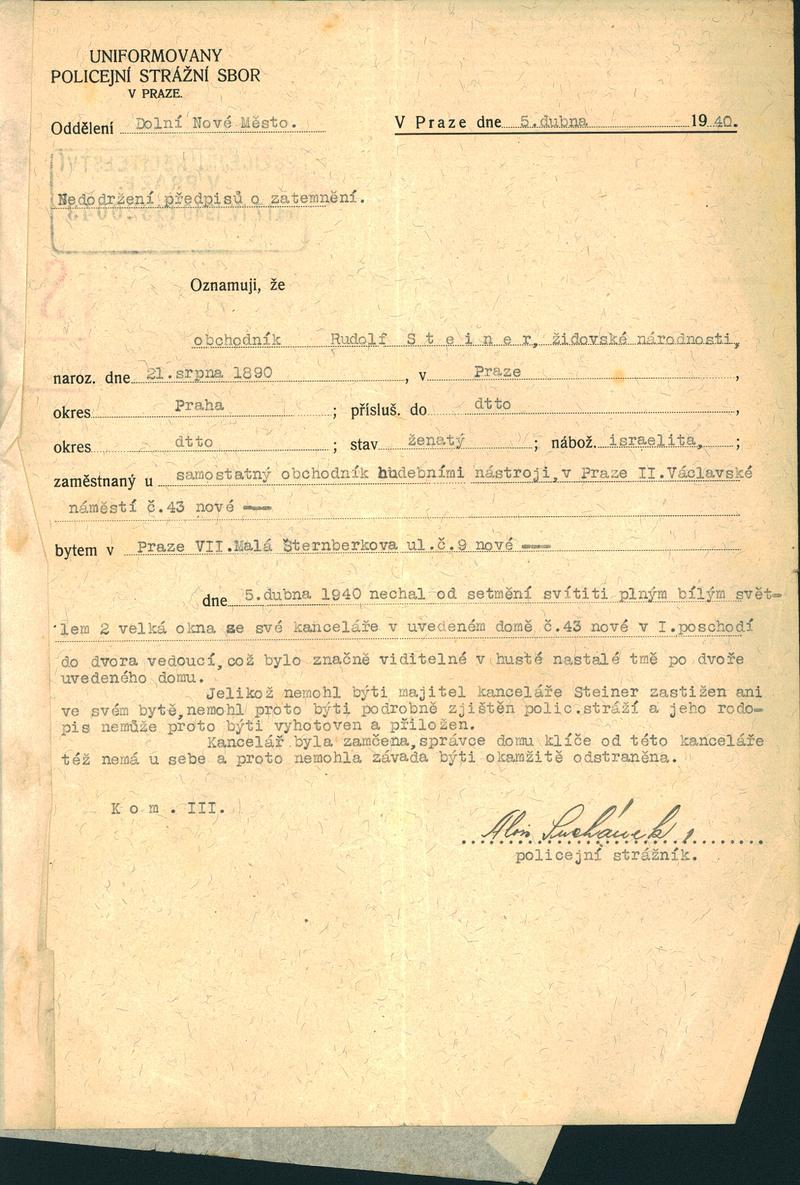 UNIFORMOVANY
POLICEJNÍ STRÁŽNÍ SBOR
V PRAZE.
Oddělení Dolní Nové Město.
V Praze dne 5.dubna 1940.
Nedodržení předpisů o zatemnění.
Oznamuji, že
obchodník Rudolf S t e i n e r, židovské národnosti,
naroz. dne 21.srpna 1890, v Praze,
okres Praha; přísluš. do dtto,
okres dtto; stav ženatý; nábož. israelita,;
zaměstnaný u samostatný obchodník hudebními nástroji, v Praze II.Václavské
náměstí č.43 nové
bytem v Praze VII.Malá Šternberkova ul.č.9 nové
dne 5.dubna 1940 nechal od setmění svítiti plným bílým svět-
lem 2 velká okna ze své kanceláře v uvedeném domě č.43 nové v I.poschodí
do dvora vedoucí, což bylo značně viditelné v husté nastalé tmě po dvoře
uvedeného domu.
Jelikož nemohl býti majitel kanceláře Steiner zastižen ani
ve svém bytě, nemohl proto býti podrobně zjištěn polic.stráží a jeho rodo-
pis nemůže proto býti vyhotoven a přiložen.
Kancelář byla zamčena, správce domu klíče od této kanceláře
též nemá u sebe a proto nemohla závada býti okamžitě odstraněna.
K o m . III.
Alois Suchánek
policejní strážník.